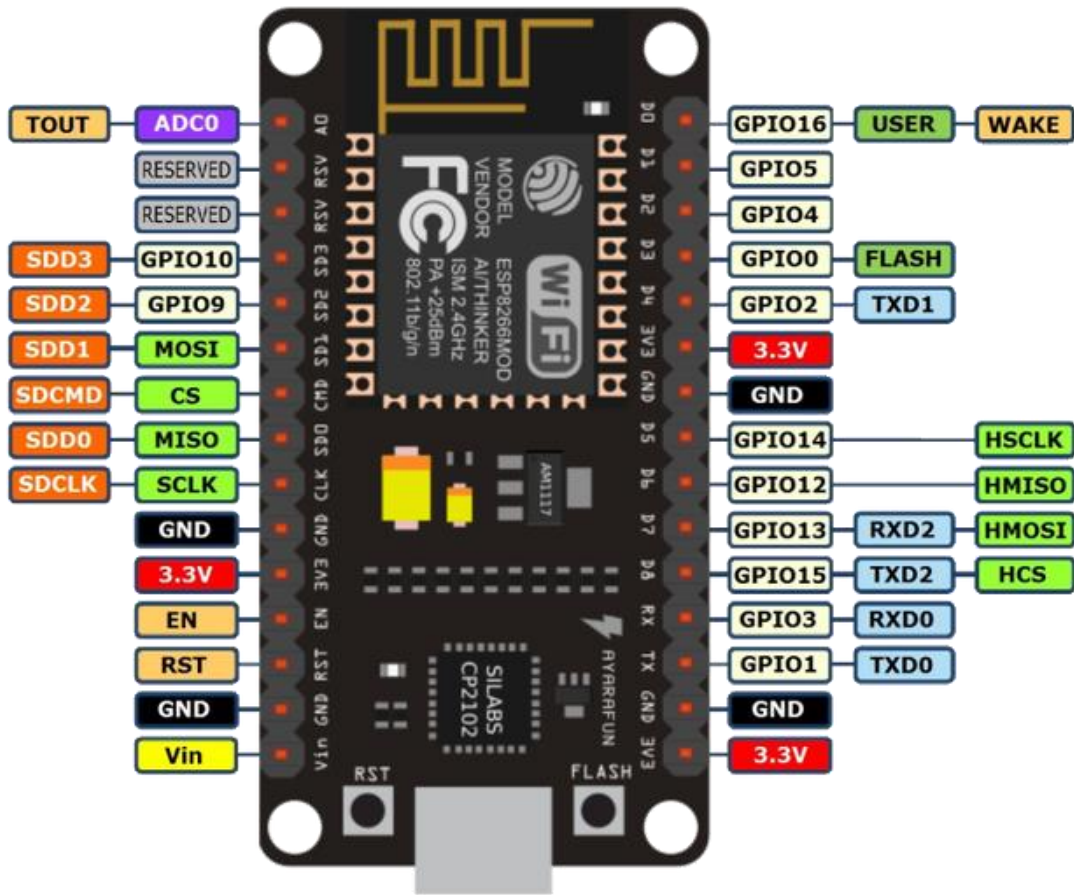 TOUT ADC0 A0 D0 GPIO16 USER WAKE
RESERVED RSV D1 GPIO5
RESERVED RSV D2 GPIO4
SDD3 GPIO10 SD3 D3 GPIO0 FLASH
SDD2 GPIO9 SD2 D4 GPIO2 TXD1
SDD1 MOSI SD1 3V3 3.3V
SDCMD CS CMD GND GND
SDD0 MISO SD0 D5 GPIO14 HSCLK
SDCLK SCLK CLK D6 GPIO12 HMISO
GND GND D7 GPIO13 RXD2 HMOSI
3.3V 3V3 D8 GPIO15 TXD2 HCS
EN EN RX GPIO3 RXD0
RST RST TX GPIO1 TXD0
GND GND GND GND
Vin Vin 3V3 3.3V
MODEL ESP8266MOD
VENDOR AI/THINKER
ISM 2.4GHz
PA +25dBm
802.11b/g/n
FC
WiFi
AM1117
SILABS
CP2102
AYARAFUN
RST
FLASH